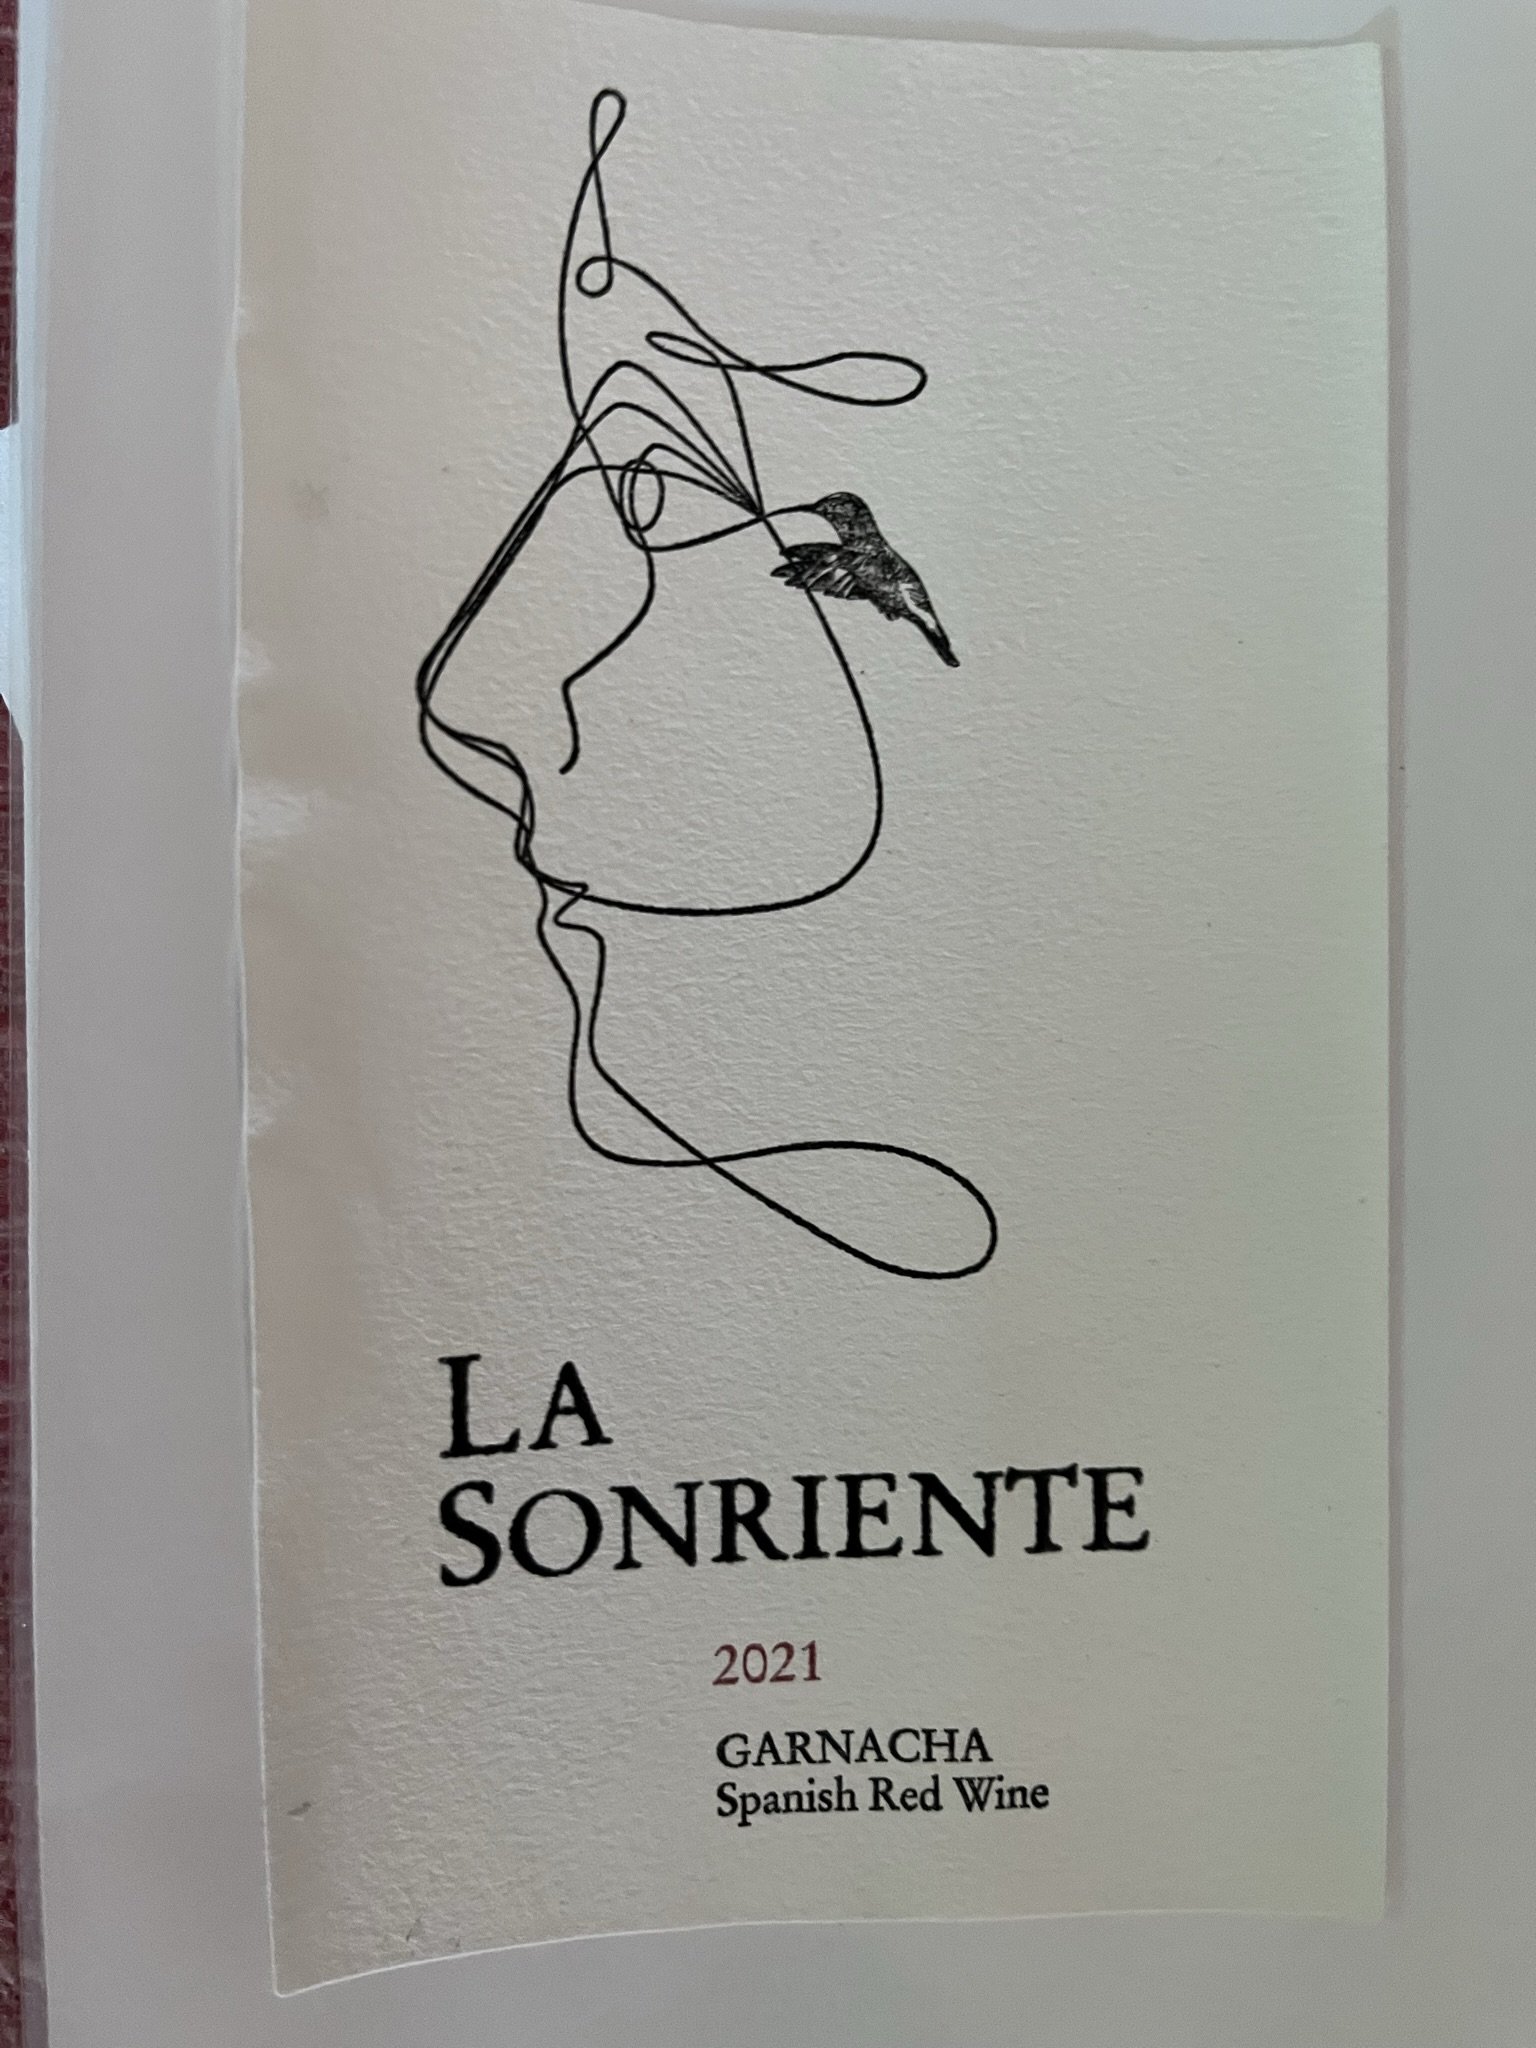 LA
SONRIENTE
2021
GARNACHA
Spanish Red Wine